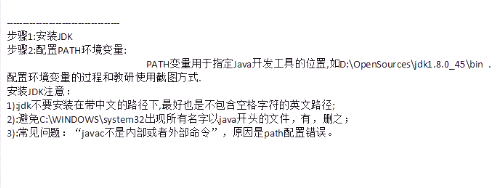 ------------------------------------
步骤1:安装JDK
步骤2:配置PATH环境变量:
PATH变量用于指定Java开发工具的位置,如D:\OpenSources\jdk1.8.0_45\bin .
配置环境变量的过程和教研使用截图方式.
安装JDK注意：
1):jdk不要安装在带中文的路径下,最好也是不包含空格字符的英文路径;
2):避免C:\WINDOWS\system32出现所有名字以java开头的文件，有，删之；
3):常见问题：“javac不是内部或者外部命令”，原因是path配置错误。